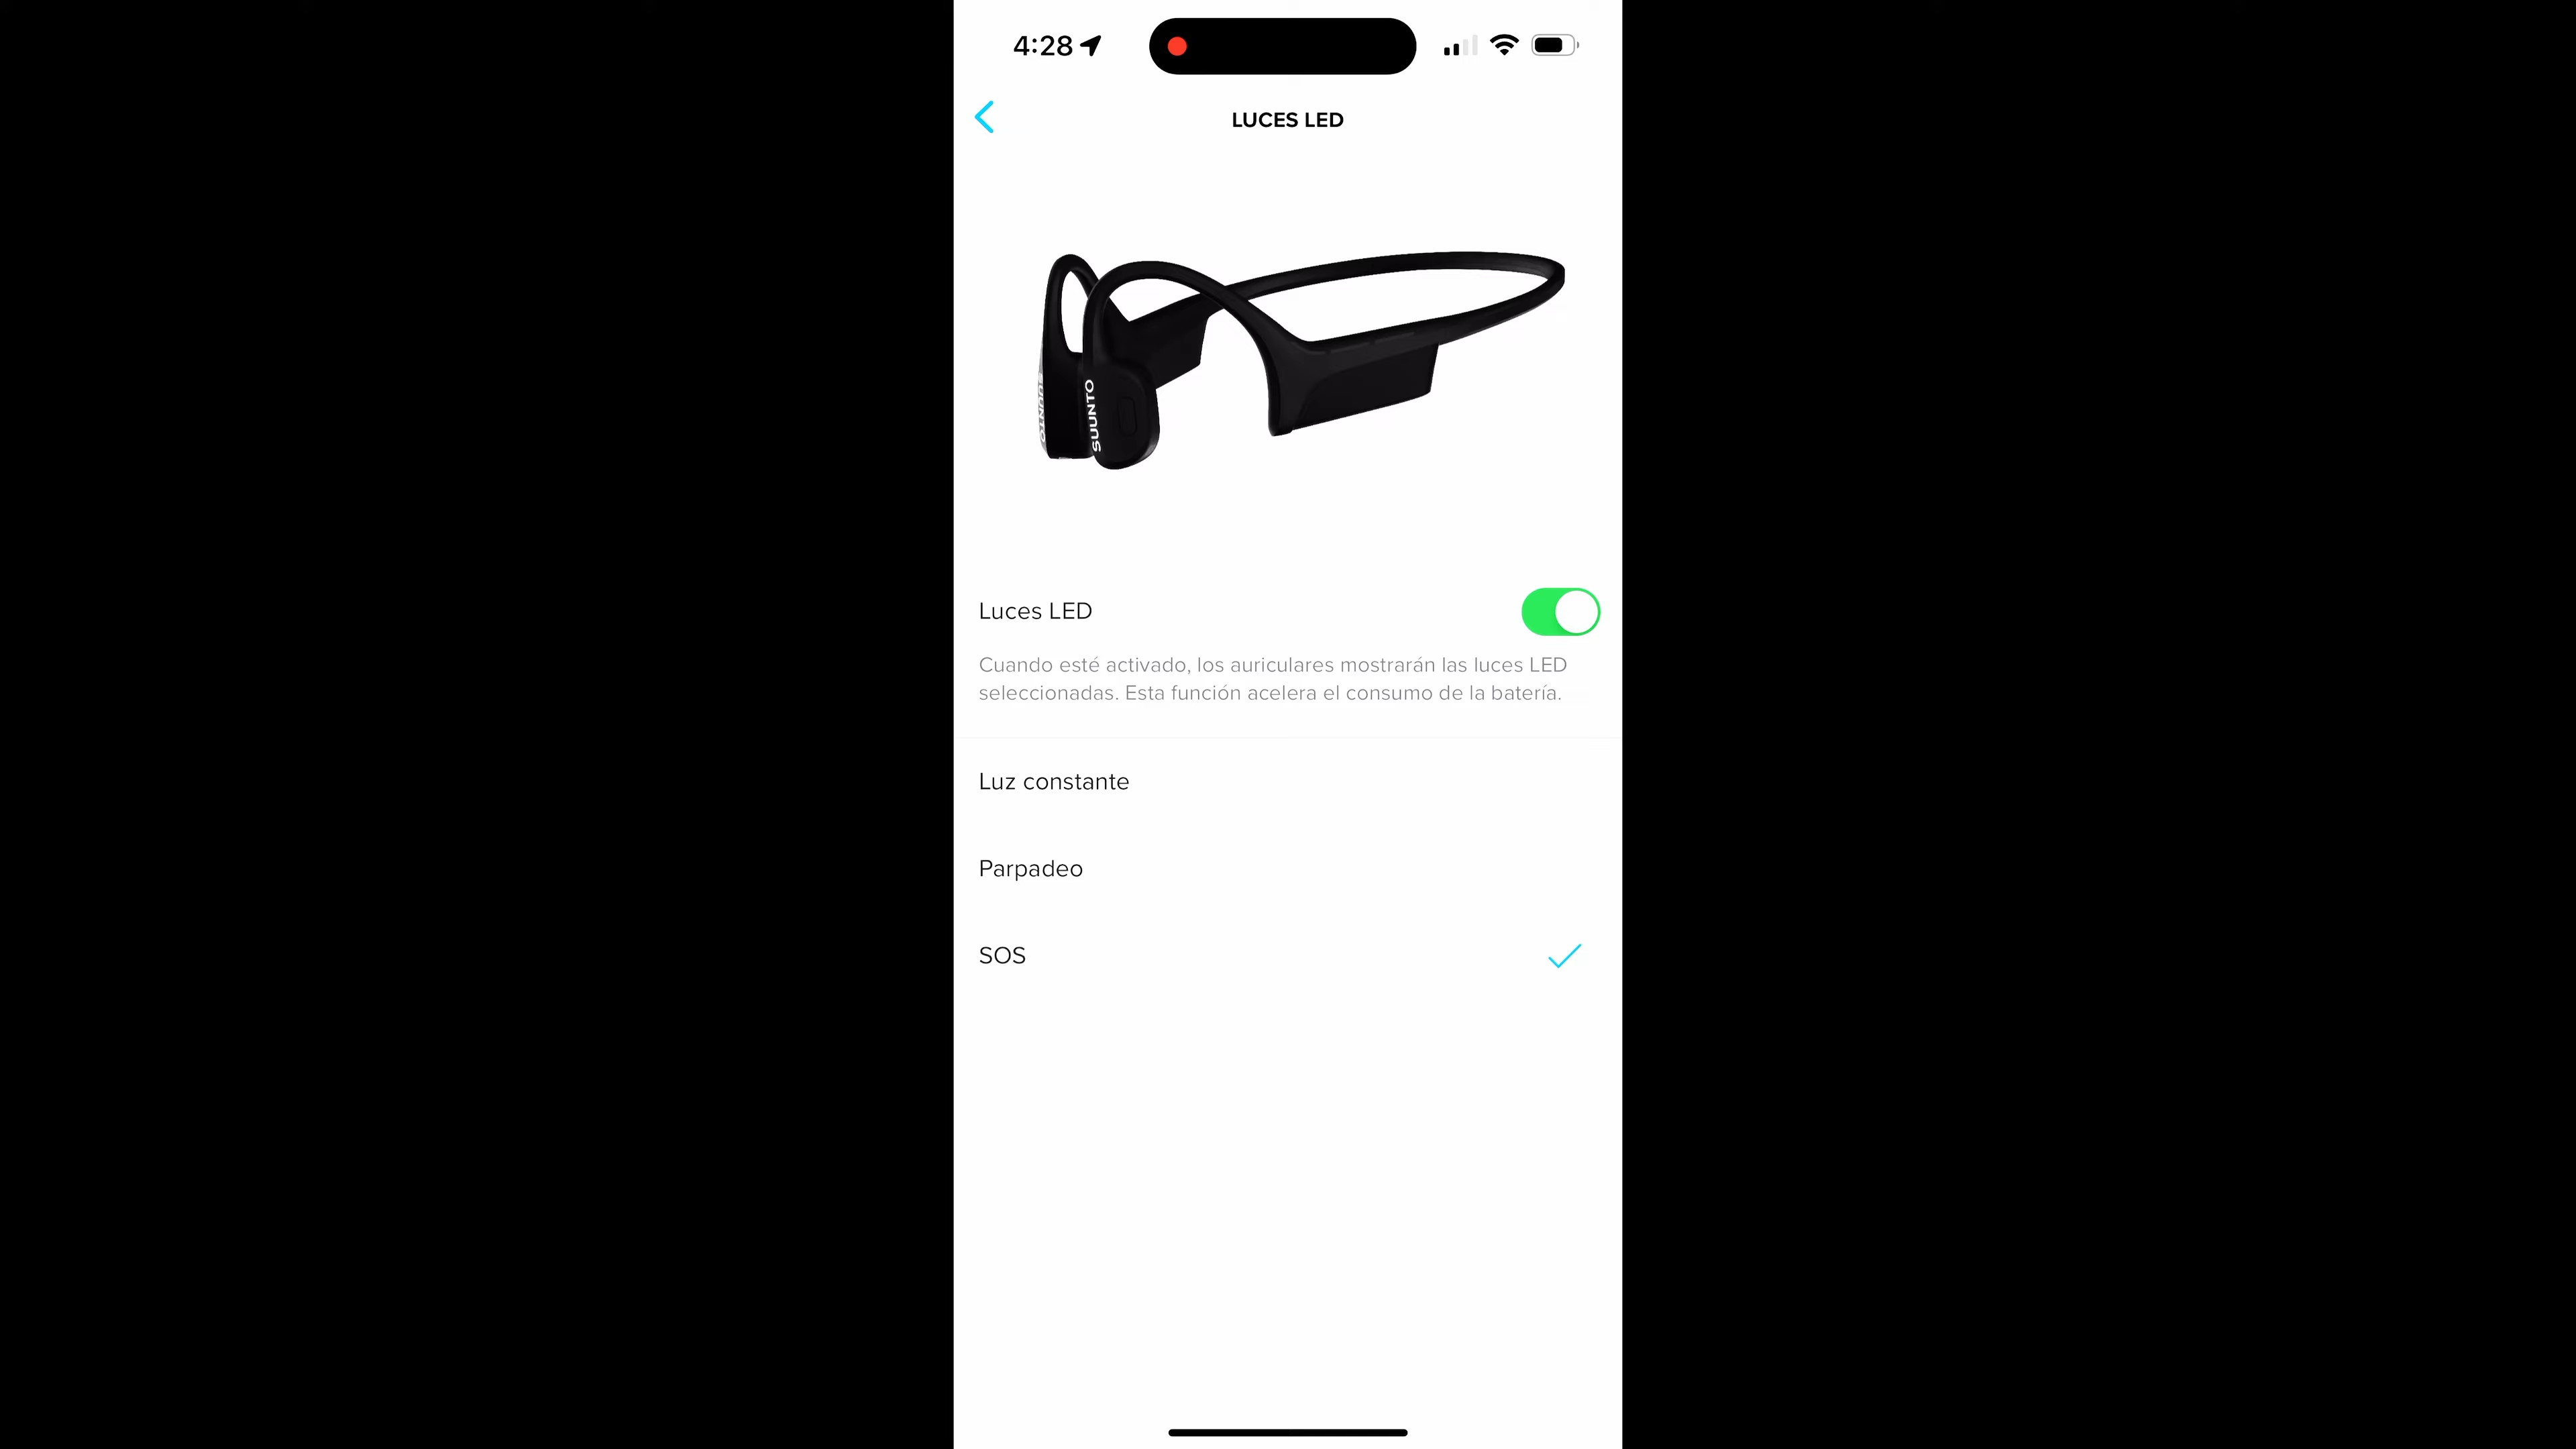 4:28
LUCES LED
SUUNTO
SUUNTO
Luces LED
Cuando esté activado, los auriculares mostrarán las luces LED
seleccionadas. Esta función acelera el consumo de la batería.
Luz constante
Parpadeo
SOS